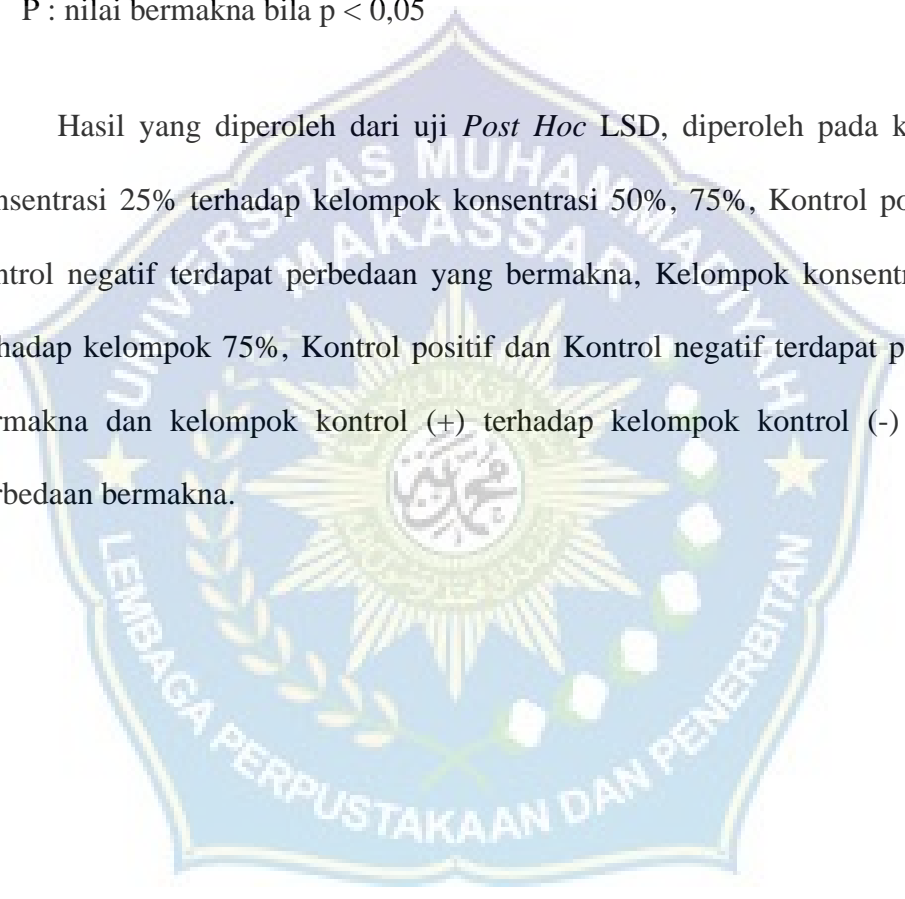 P : nilai bermakna bila p < 0,05
Hasil yang diperoleh dari uji Post Hoc LSD, diperoleh pada k
nsentrasi 25% terhadap kelompok konsentrasi 50%, 75%, Kontrol po
ntrol negatif terdapat perbedaan yang bermakna, Kelompok konsentr
hadap kelompok 75%, Kontrol positif dan Kontrol negatif terdapat p
rmakna dan kelompok kontrol (+) terhadap kelompok kontrol (-)
rbedaan bermakna.
UNIVERSITAS MUHAMMADIYAH
MAKASSAR
LEMBAGA PERPUSTAKAAN DAN PENERBITAN